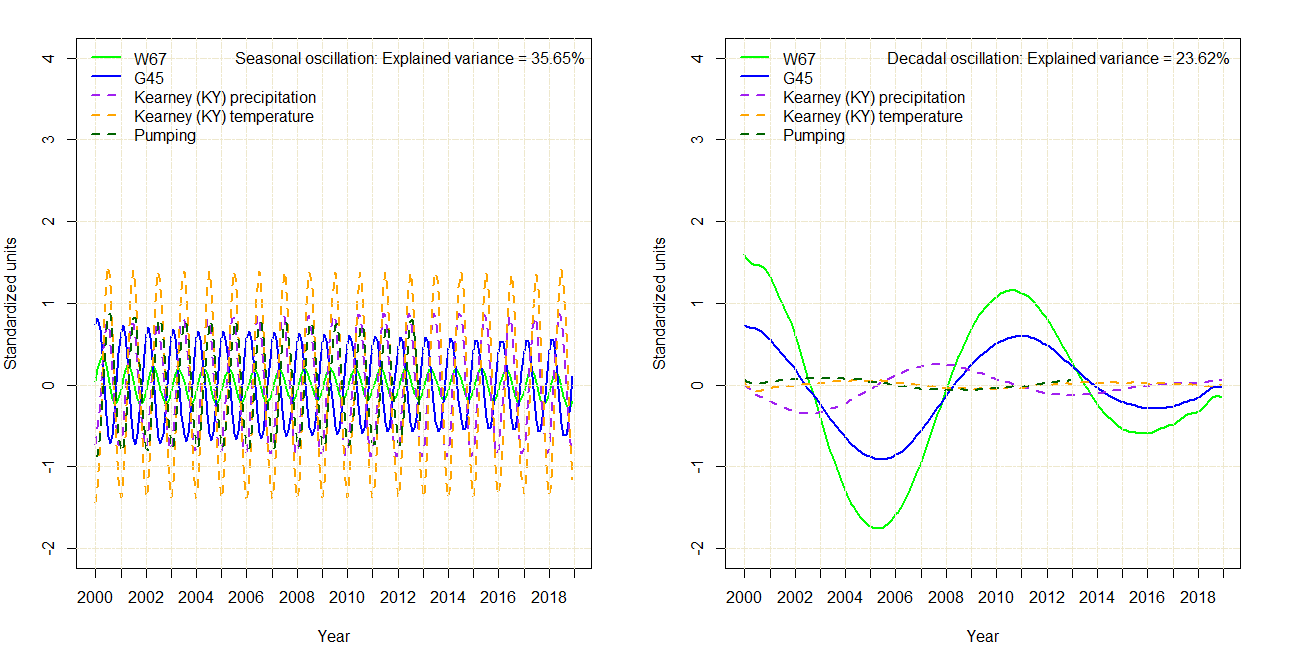 W67
Seasonal oscillation: Explained variance = 35.65%
G45
Kearney (KY) precipitation
Kearney (KY) temperature
Pumping
Standardized units
4
3
2
1
0
-1
-2
2000 2002 2004 2006 2008 2010 2012 2014 2016 2018
Year
W67
Decadal oscillation: Explained variance = 23.62%
G45
Kearney (KY) precipitation
Kearney (KY) temperature
Pumping
Standardized units
4
3
2
1
0
-1
-2
2000 2002 2004 2006 2008 2010 2012 2014 2016 2018
Year